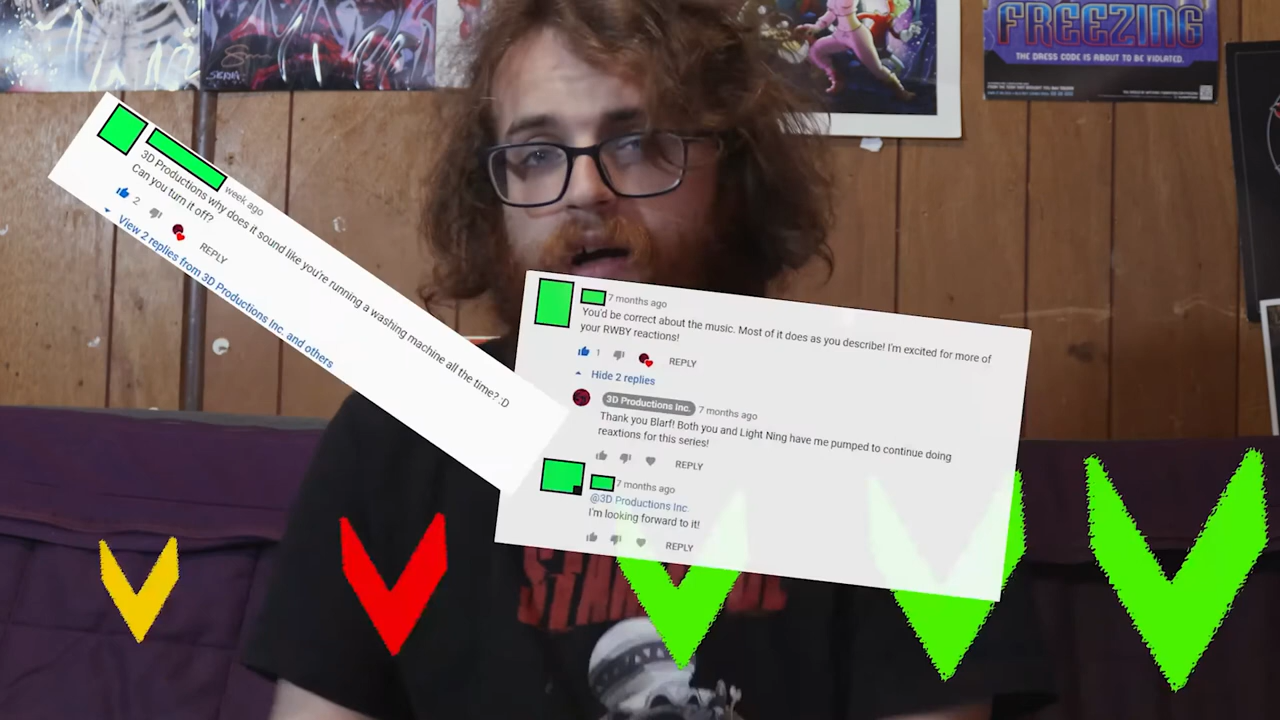 FREEZING
THE DRESS CODE IS ABOUT TO BE VIOLATED.
week ago
3D Productions why does it sound like you're running a washing machine all the time? :D
Can you turn it off?
2
REPLY
View 2 replies from 3D Productions Inc. and others
7 months ago
You'd be correct about the music. Most of it does as you describe! I'm excited for more of
your RWBY reactions!
1
REPLY
Hide 2 replies
3D Productions Inc. 7 months ago
Thank you Blarf! Both you and Light Ning have me pumped to continue doing
reaxtions for this series!
REPLY
7 months ago
@3D Productions Inc.
I'm looking forward to it!
REPLY